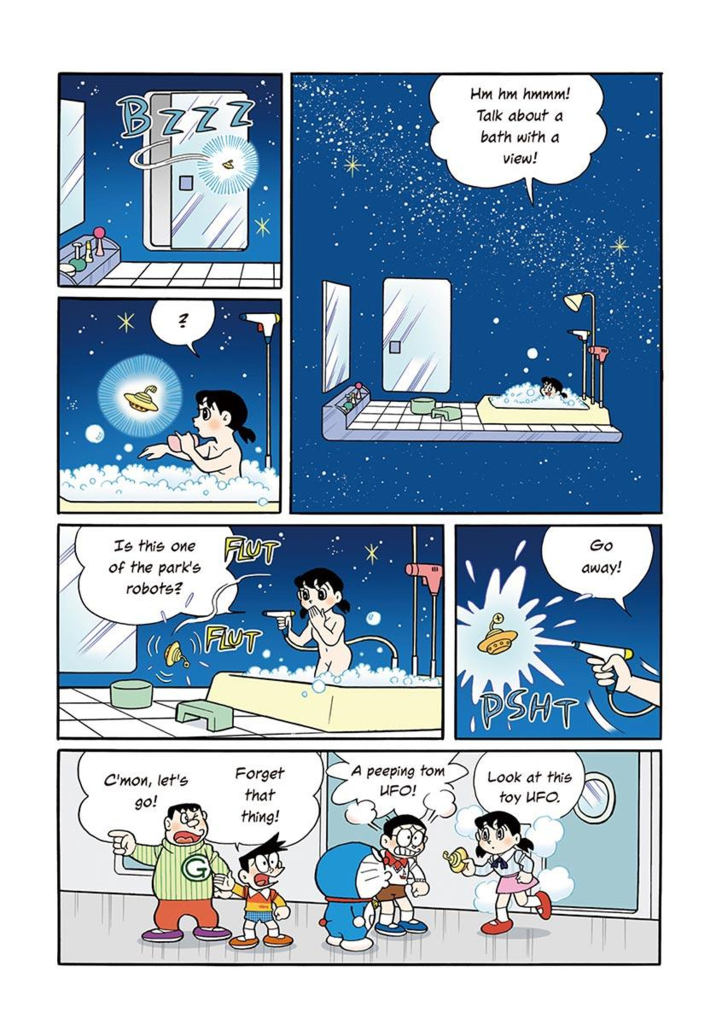 Hm hm hmmm!
Talk about a
bath with a
view!
BZZZ
?
Is this one
of the park's
robots?
FLUT
FLUT
Go
away!
PSHT
C'mon, let's
go!
Forget
that
thing!
A peeping tom
UFO!
Look at this
toy UFO.
G